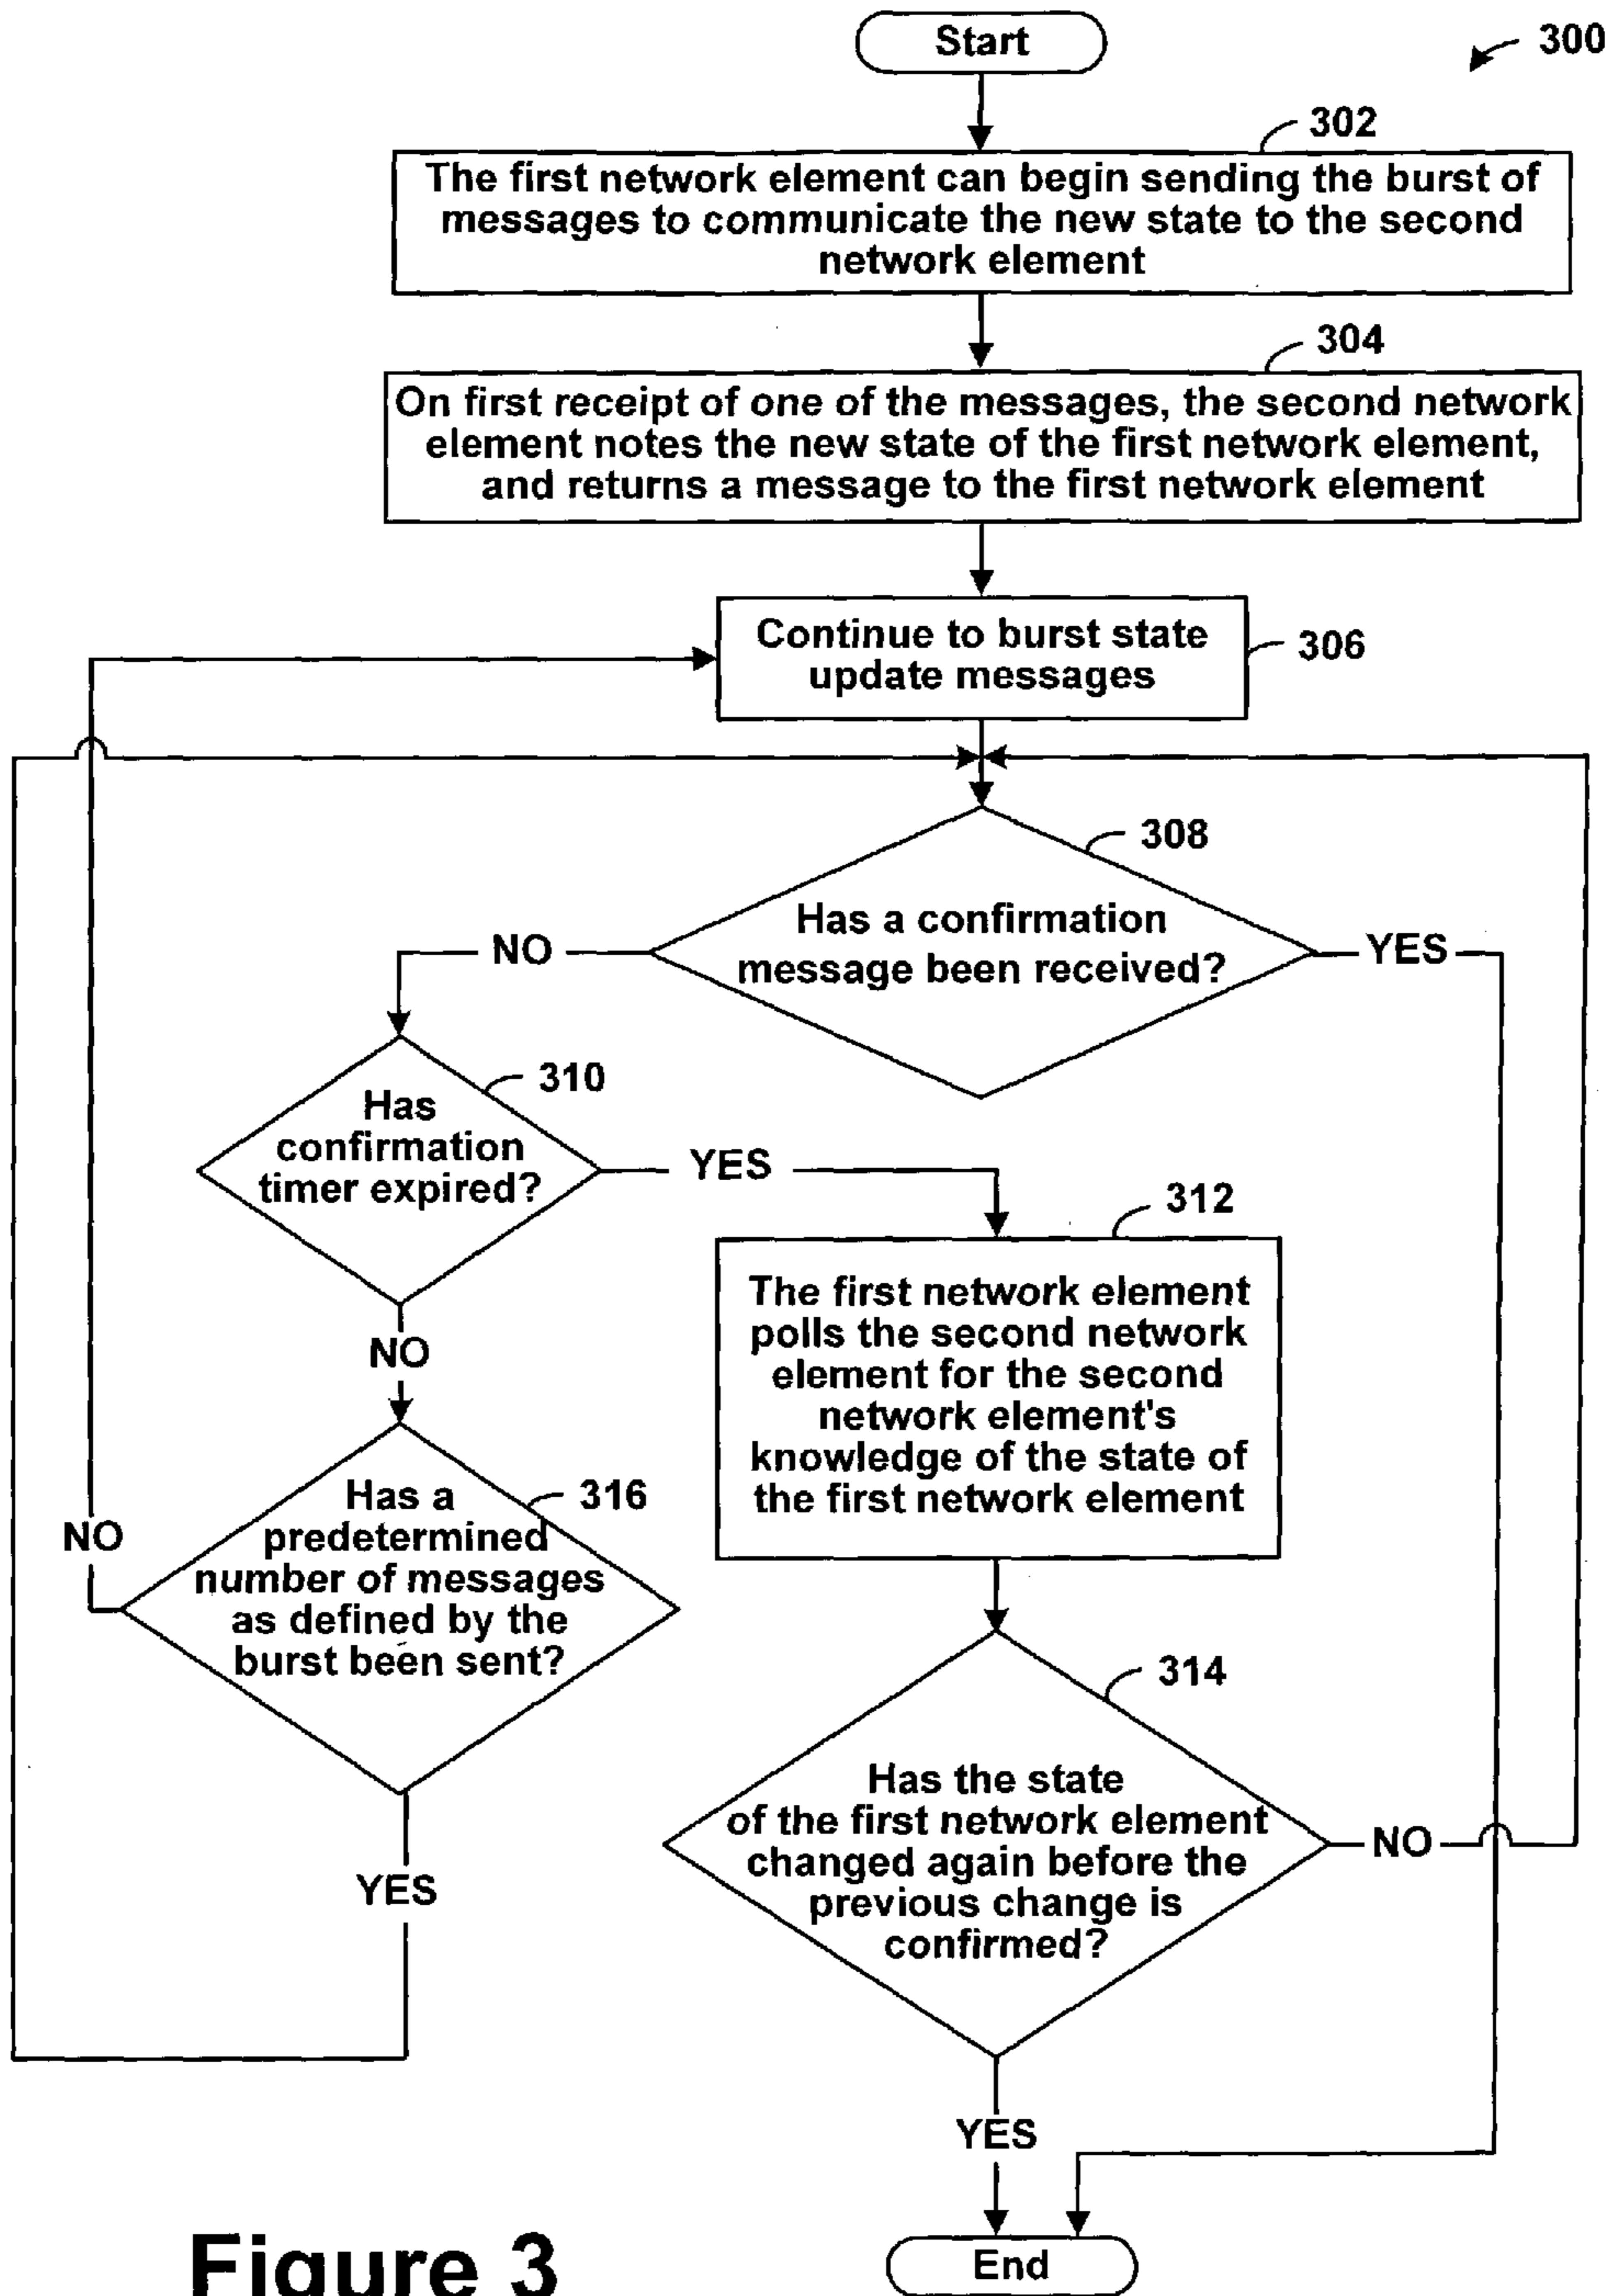 Start
300
302
The first network element can begin sending the burst of
messages to communicate the new state to the second
network element
304
On first receipt of one of the messages, the second network
element notes the new state of the first network element,
and returns a message to the first network element
Continue to burst state
update messages
306
308
Has a confirmation
message been received?
NO
YES
310
Has
confirmation
timer expired?
YES
NO
312
The first network element
polls the second network
element for the second
network element's
knowledge of the state of
the first network element
316
Has a
predetermined
number of messages
as defined by the
burst been sent?
NO
YES
314
Has the state
of the first network element
changed again before the
previous change is
confirmed?
NO
YES
End
Figure 3